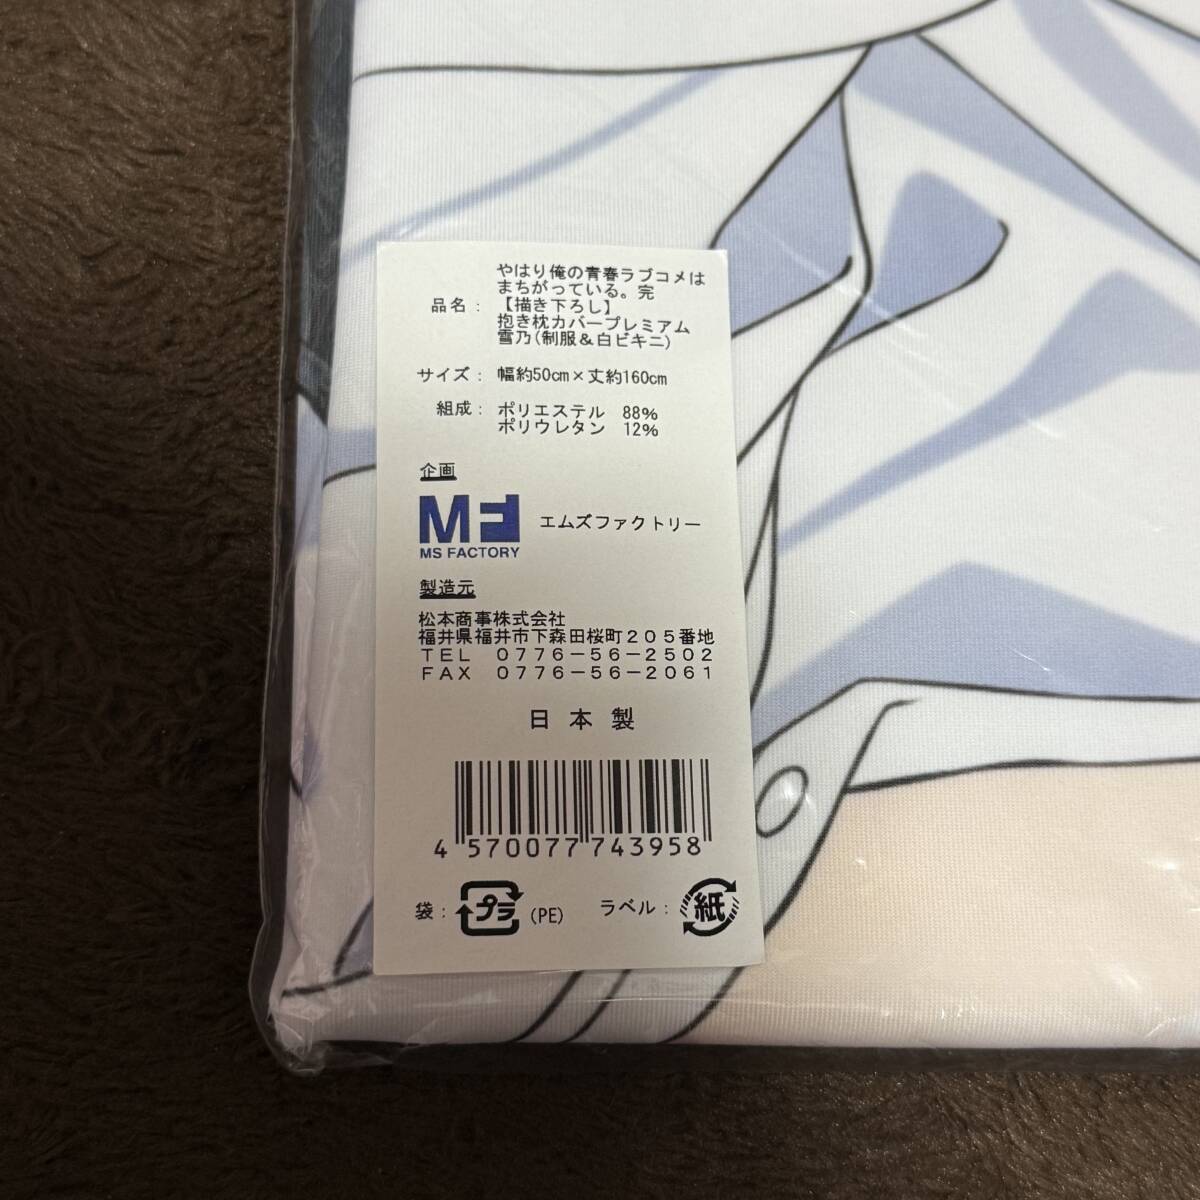 やはり俺の青春ラブコメは
まちがっている。完
品名：【描き下ろし】
抱き枕カバープレミアム
雪乃(制服＆白ビキニ)
サイズ：幅約50cm×丈約160cm
組成：ポリエステル 88%
ポリウレタン 12%
企画
MF エムズファクトリー
MS FACTORY
製造元
松本商事株式会社
福井県福井市下森田桜町２０５番地
ＴＥＬ ０７７６－５６－２５０２
ＦＡＸ ０７７６－５６－２０６１
日本製
4 570077 743958
袋：プラ(PE) ラベル：紙